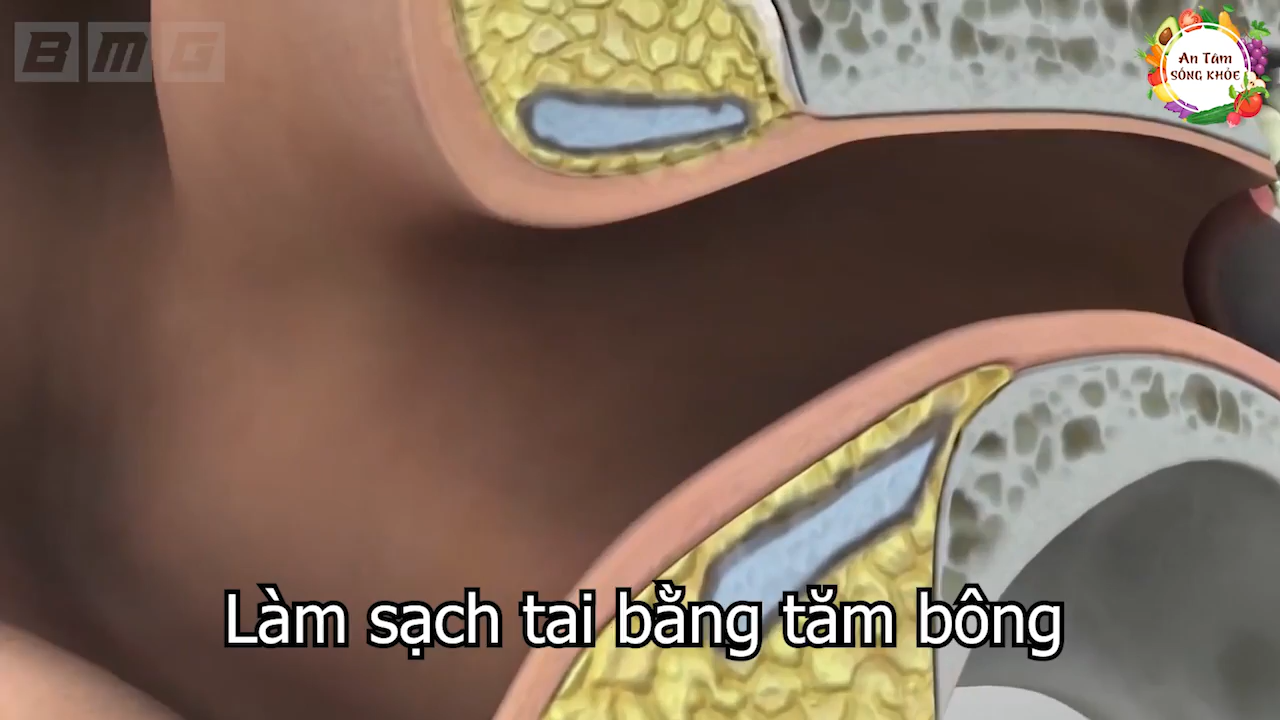 BMG
An Tâm
SỐNG KHỎE
Làm sạch tai bằng tăm bông